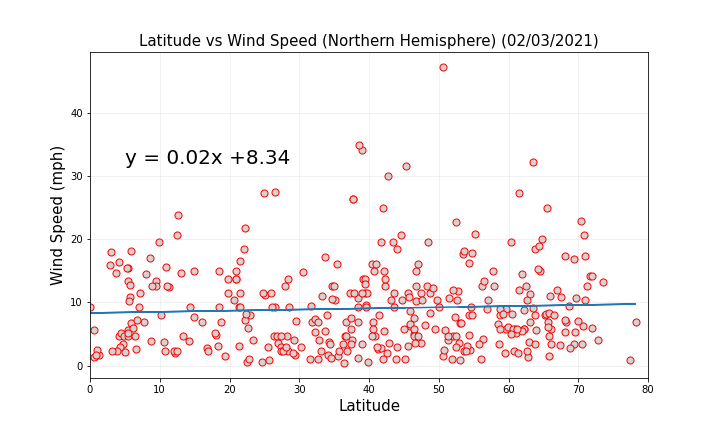 Latitude vs Wind Speed (Northern Hemisphere) (02/03/2021)
40
30
20
10
0
Wind Speed (mph)
y = 0.02x +8.34
0 10 20 30 40 50 60 70 80
Latitude